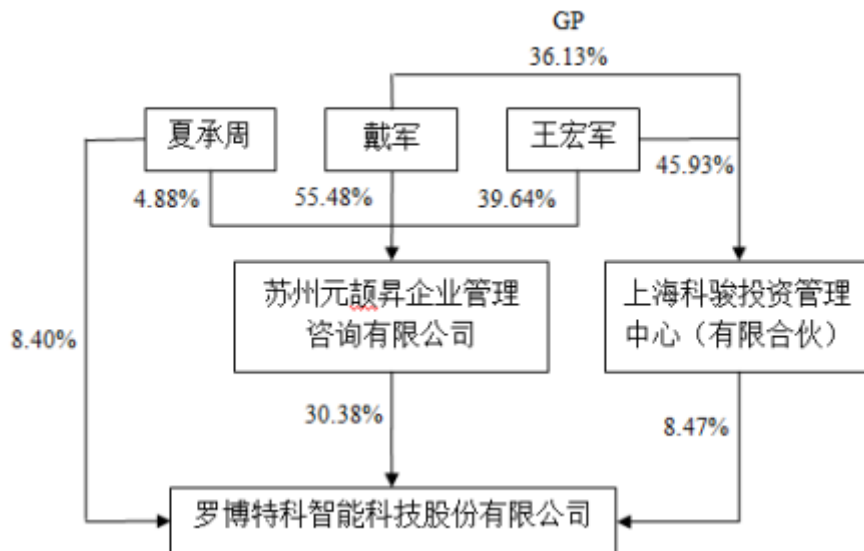 GP
36.13%
夏承周
戴军
王宏军
4.88%
55.48%
39.64%
45.93%
苏州元颉昇企业管理
咨询有限公司
上海科骏投资管理
中心（有限合伙）
8.40%
30.38%
8.47%
罗博特科智能科技股份有限公司